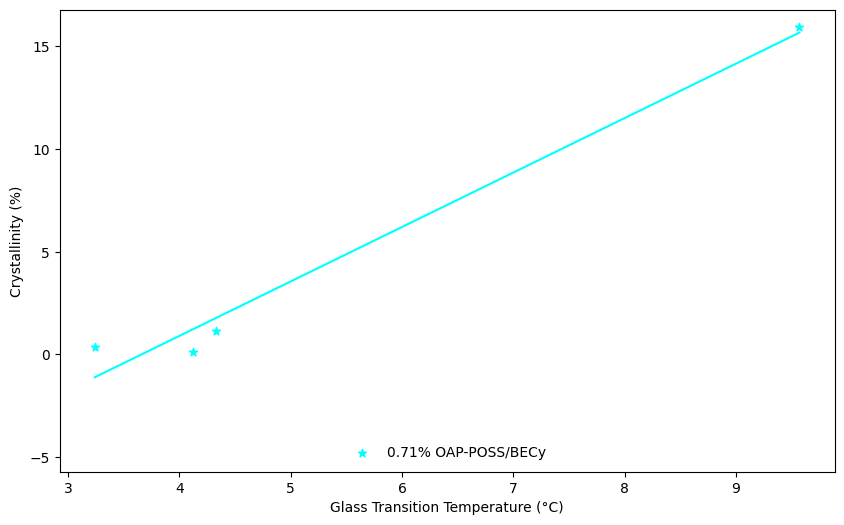 15
10
5
0
−5
Crystallinity (%)
0.71% OAP-POSS/BECy
3 4 5 6 7 8 9
Glass Transition Temperature (°C)